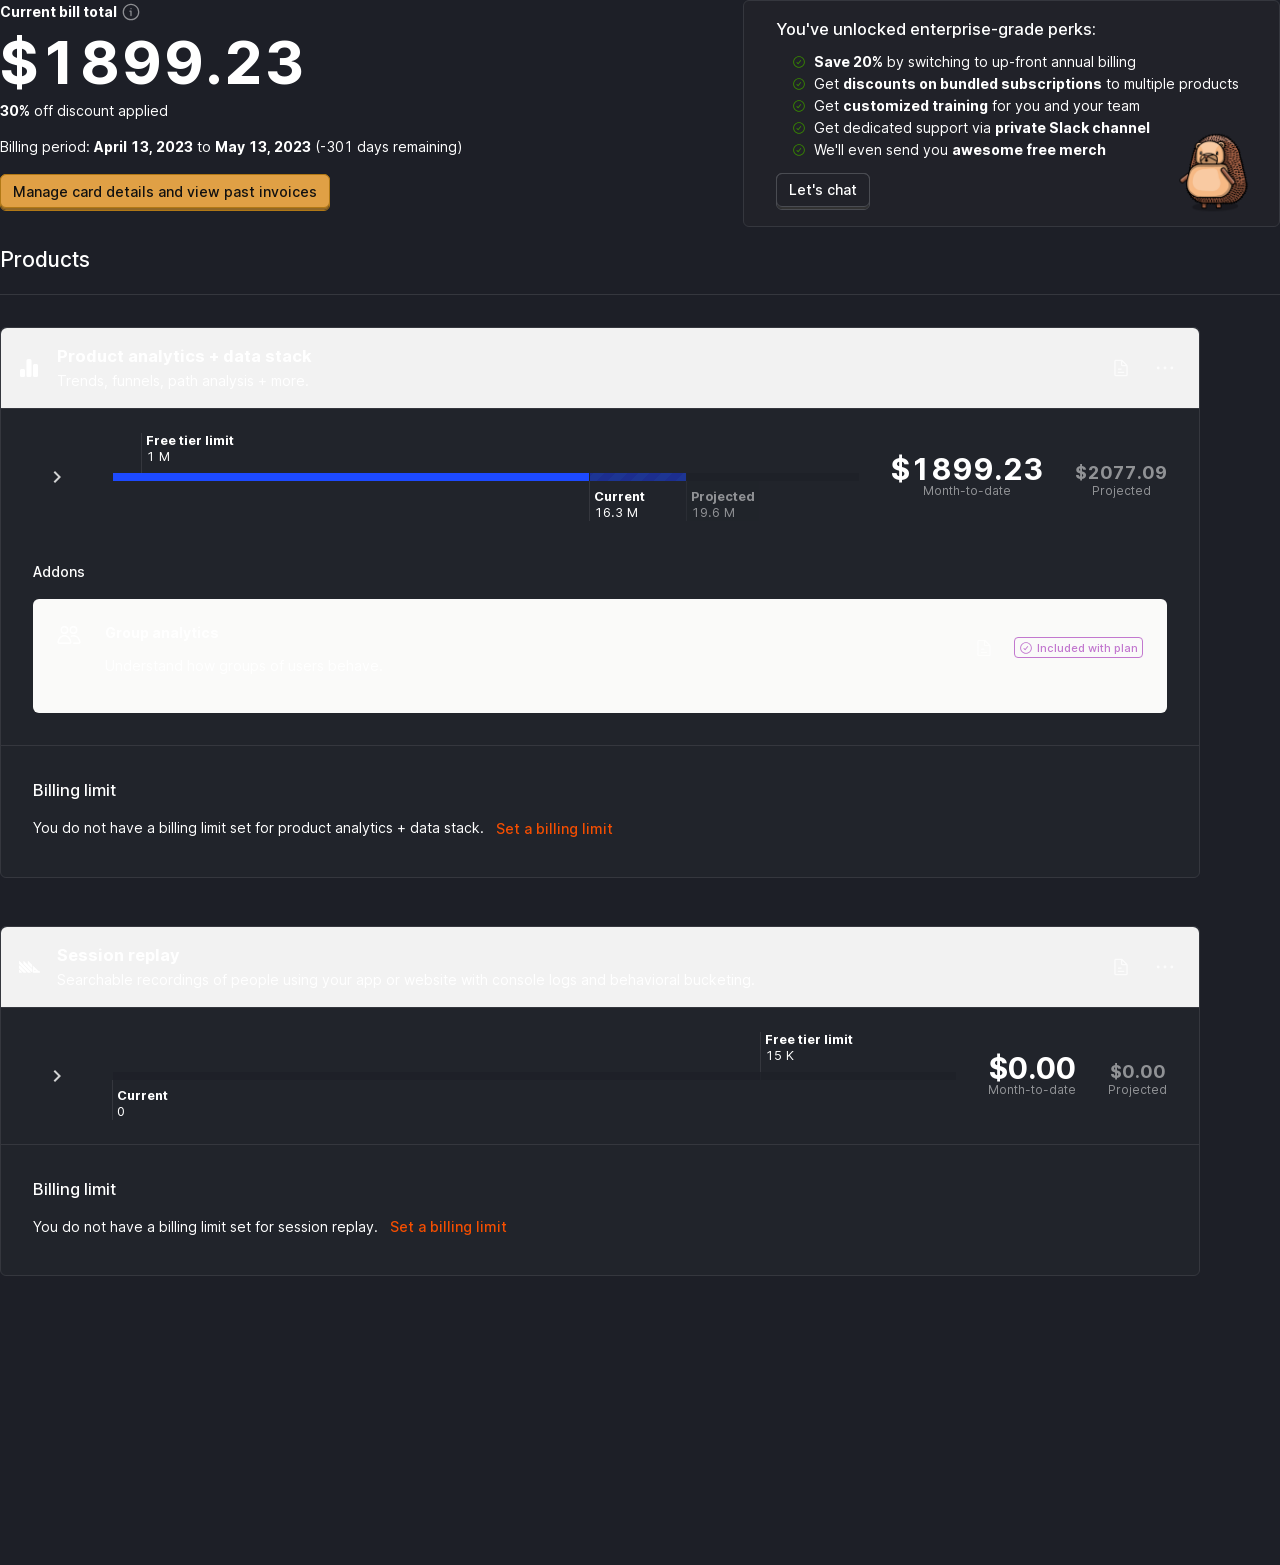 Current bill total
$1899.23
30% off discount applied
Billing period: April 13, 2023 to May 13, 2023 (-301 days remaining)
Manage card details and view past invoices
You've unlocked enterprise-grade perks:
Save 20% by switching to up-front annual billing
Get discounts on bundled subscriptions to multiple products
Get customized training for you and your team
Get dedicated support via private Slack channel
We'll even send you awesome free merch
Let's chat
Products
Product analytics + data stack
Trends, funnels, path analysis + more.
Free tier limit
1 M
Current
16.3 M
Projected
19.6 M
$1899.23
Month-to-date
$2077.09
Projected
Addons
Group analytics
Understand how groups of users behave.
Included with plan
Billing limit
You do not have a billing limit set for product analytics + data stack. Set a billing limit
Session replay
Searchable recordings of people using your app or website with console logs and behavioral bucketing.
Free tier limit
15 K
Current
0
$0.00
Month-to-date
$0.00
Projected
Billing limit
You do not have a billing limit set for session replay. Set a billing limit